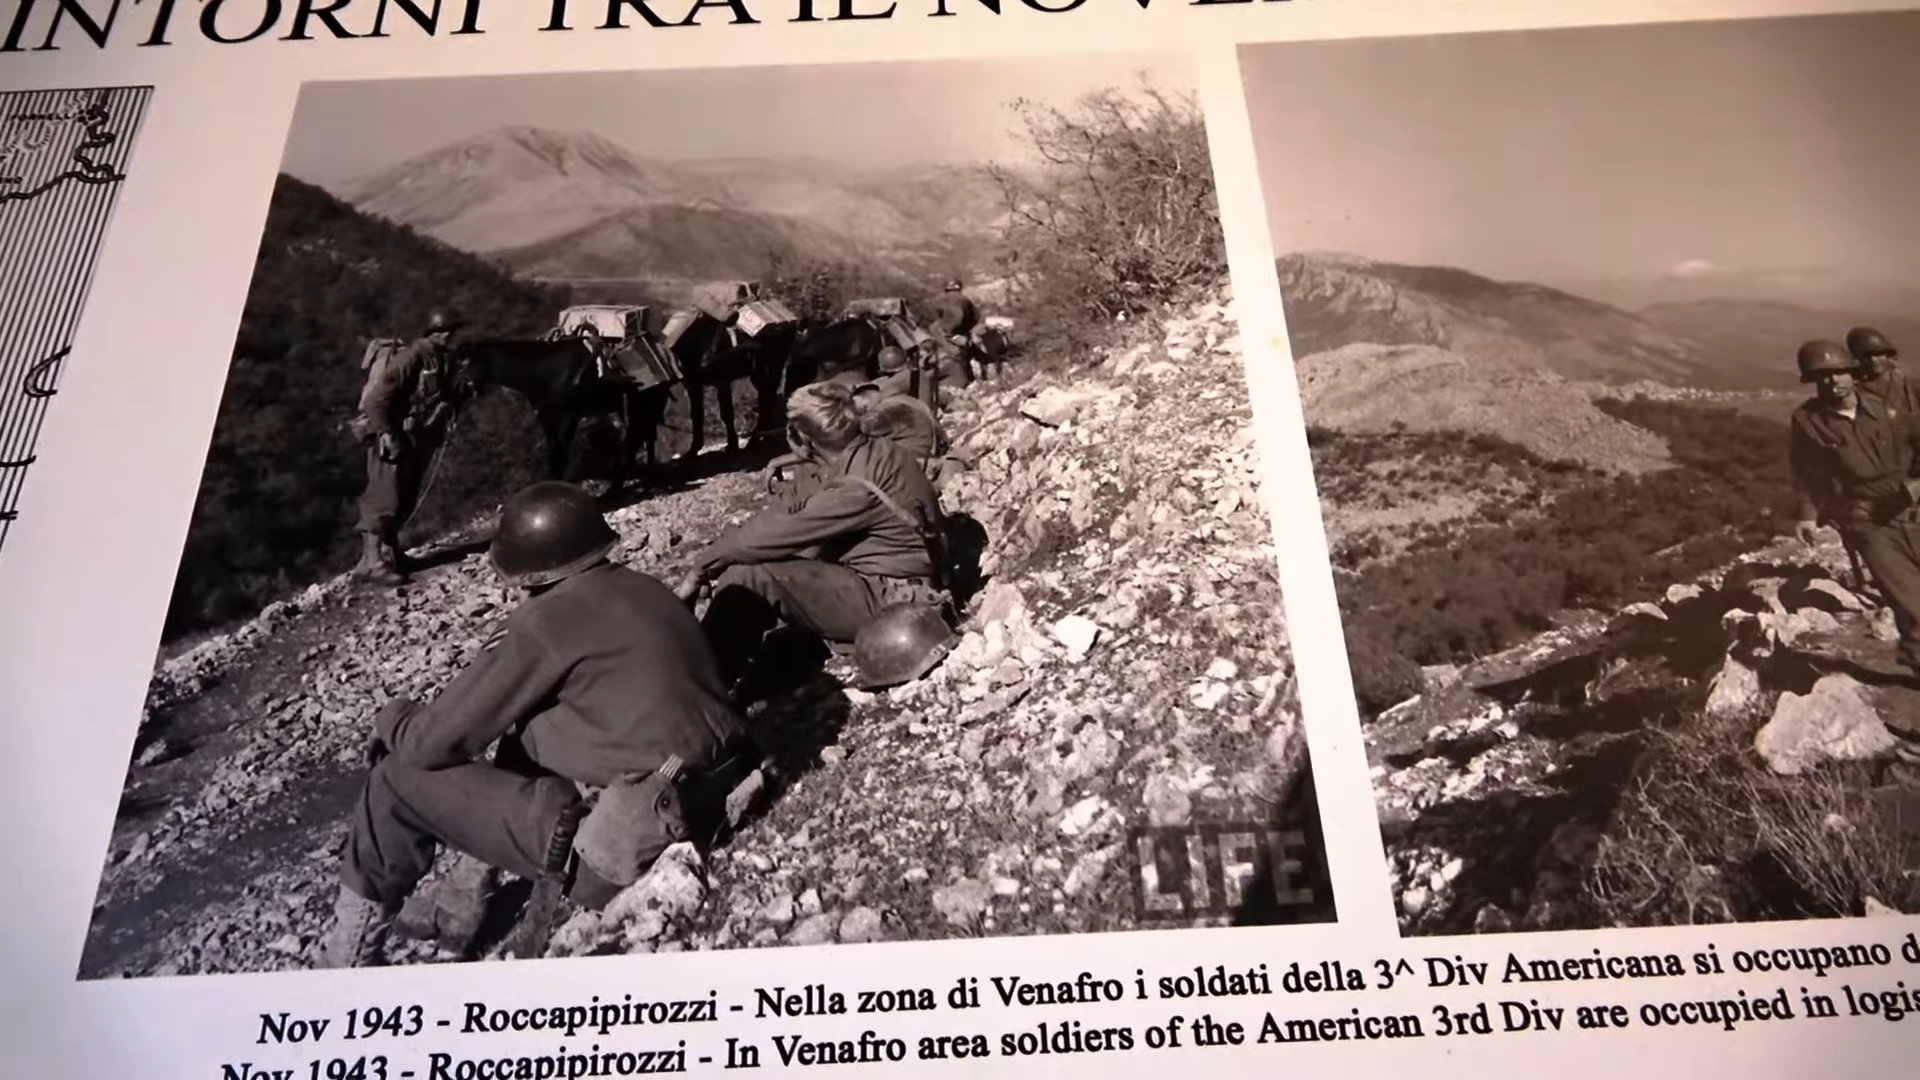 INTORNI TRA IL NOVE
LIFE
Nov 1943 - Roccapipirozzi - Nella zona di Venafro i soldati della 3^ Div Americana si occupano d
Nov 1943 - Roccapipirozzi - In Venafro area soldiers of the American 3rd Div are occupied in logis